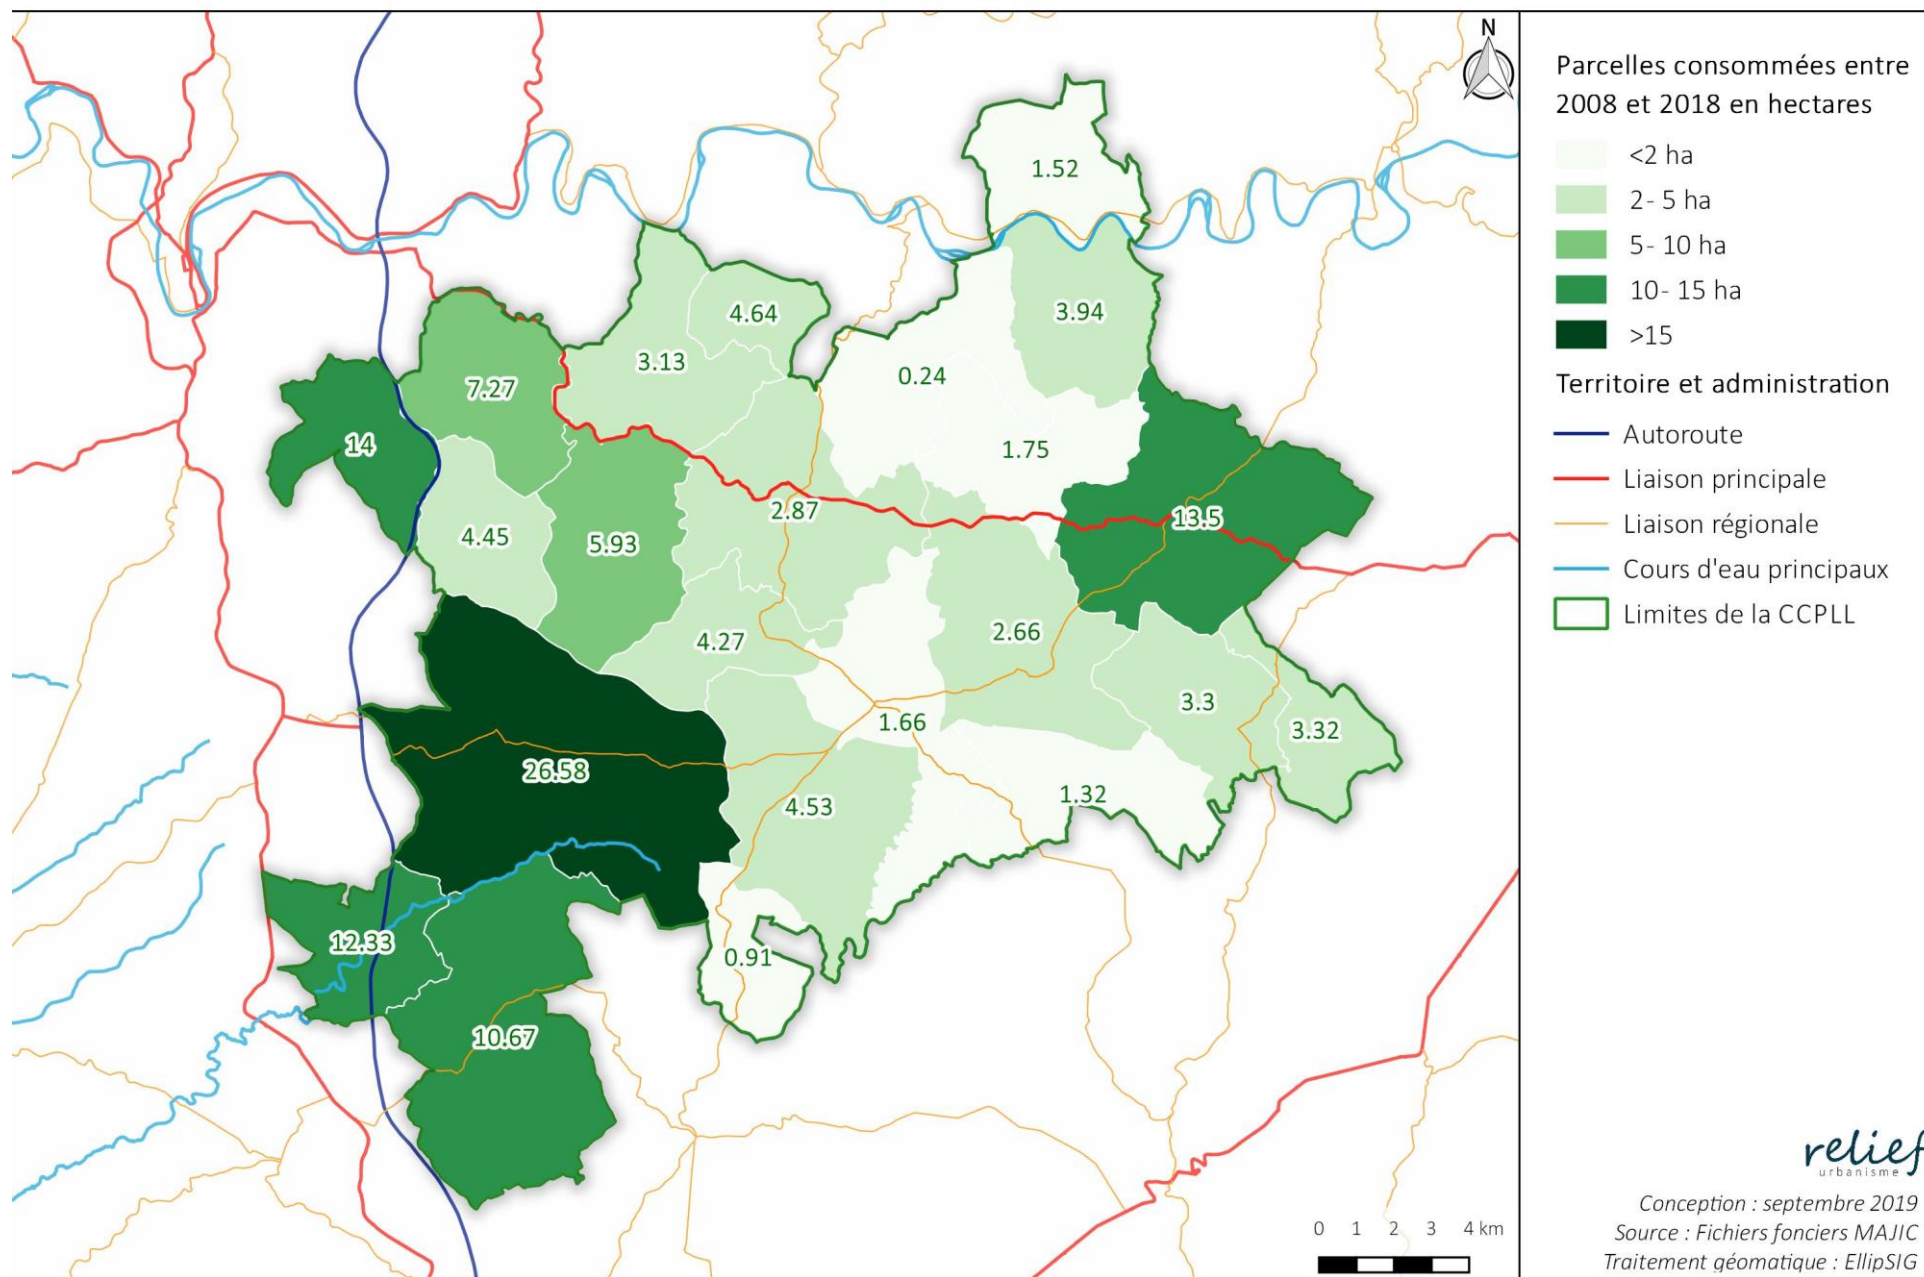 N
1.52
3.94
4.64
3.13
0.24
7.27
14
1.75
2.87
13.5
4.45
5.93
2.66
4.27
3.3
1.66
3.32
26.58
4.53
1.32
12.33
0.91
10.67
0 1 2 3 4 km
Parcelles consommées entre
2008 et 2018 en hectares
<2 ha
2- 5 ha
5- 10 ha
10- 15 ha
>15
Territoire et administration
Autoroute
Liaison principale
Liaison régionale
Cours d'eau principaux
Limites de la CCPLL
relief
urbanisme
Conception : septembre 2019
Source : Fichiers fonciers MAJIC
Traitement géomatique : EllipSIG